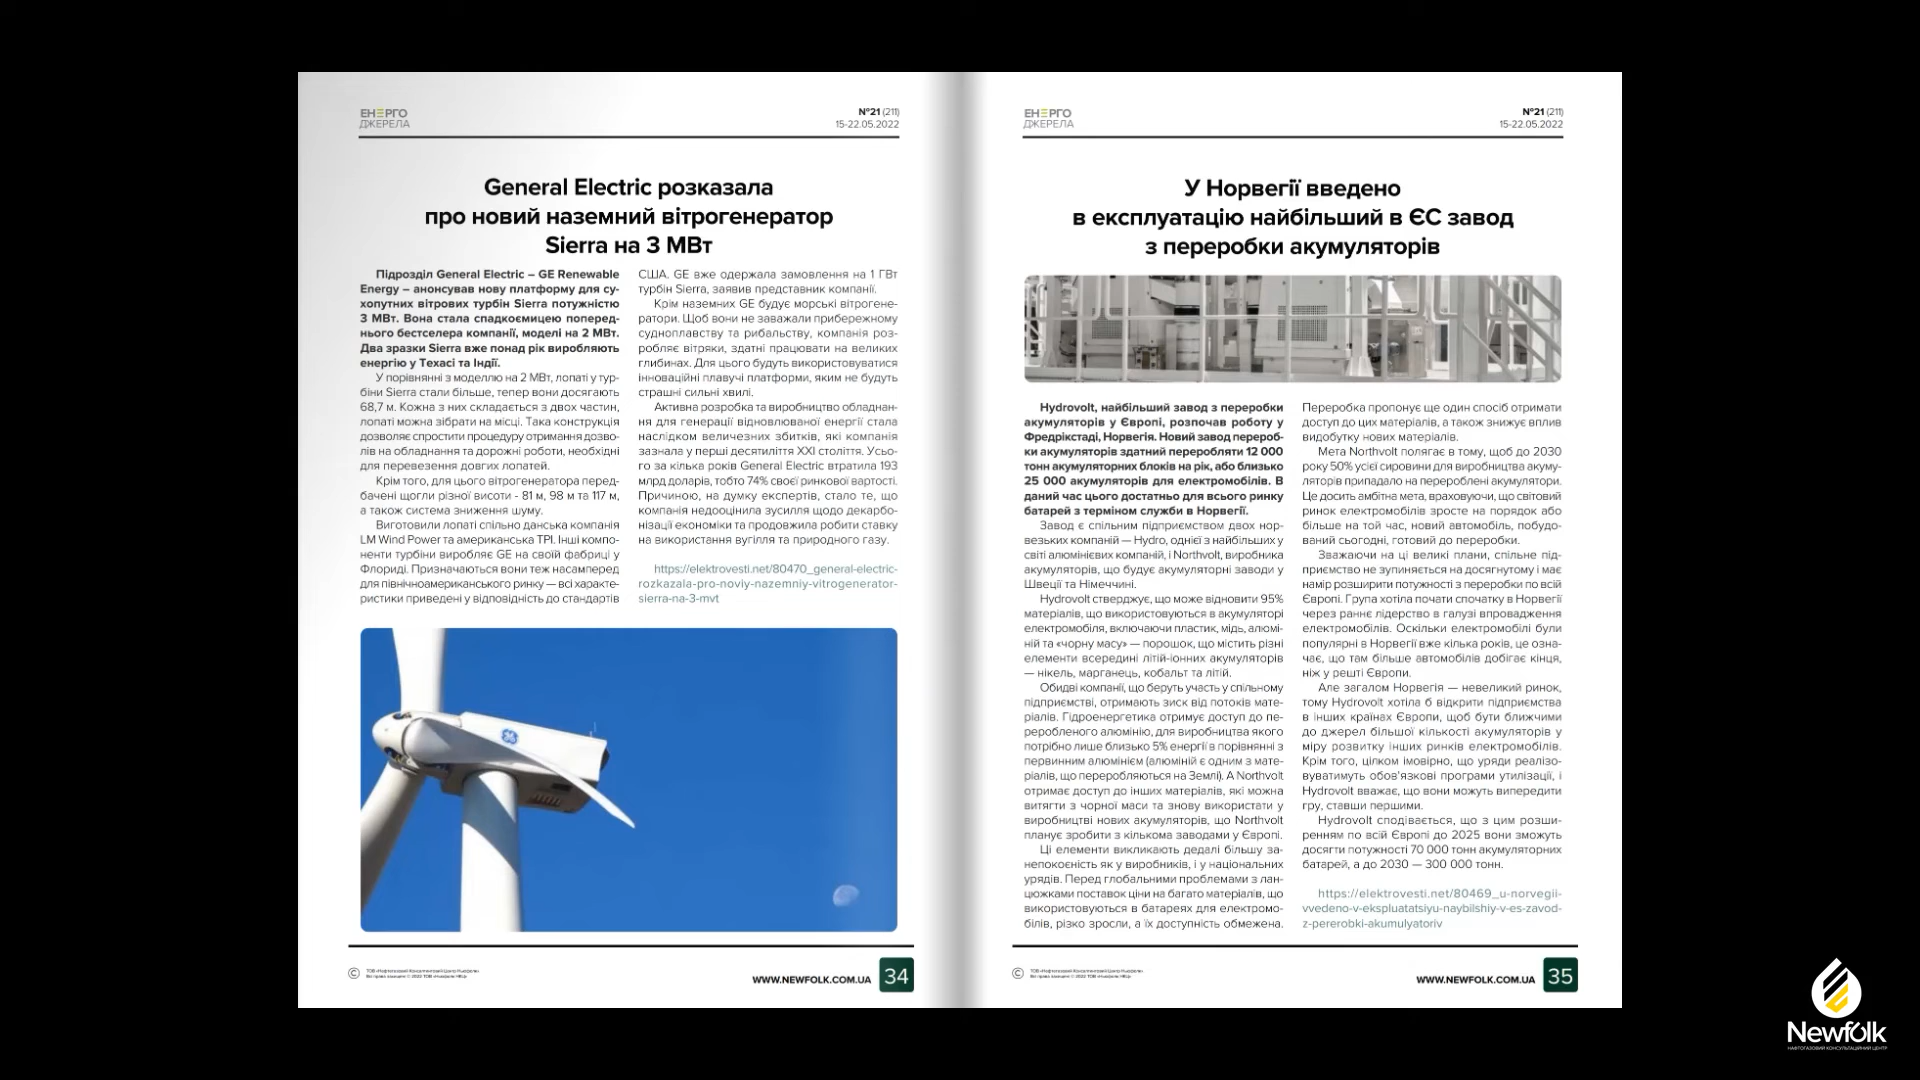 ЕНЕРГО
ДЖЕРЕЛА
№21 (211)
15-22.05.2022
General Electric розказала
про новий наземний вітрогенератор
Sierra на 3 МВт
Підрозділ General Electric – GE Renewable
Energy – анонсував нову платформу для су-
хопутних вітрових турбін Sierra потужністю
3 МВт. Вона стала спадкоємицею поперед-
нього бестселера компанії, моделі на 2 МВт.
Два зразки Sierra вже понад рік виробляють
енергію у Техасі та Індії.
У порівнянні з моделлю на 2 МВт, лопаті у тур-
біни Sierra стали більше, тепер вони досягають
68,7 м. Кожна з них складається з двох частин,
лопаті можна зібрати на місці. Така конструкція
дозволяє спростити процедуру отримання дозво-
лів на обладнання та дорожні роботи, необхідні
для перевезення довгих лопатей.
Крім того, для цього вітрогенератора перед-
бачені щогли різної висоти - 81 м, 98 м та 117 м,
а також система зниження шуму.
Виготовили лопаті спільно данська компанія
LM Wind Power та американська TPI. Інші компо-
ненти турбіни виробляє GE на своїй фабриці у
Флориді. Призначаються вони теж насамперед
для північноамериканського ринку — всі характе-
ристики приведені у відповідність до стандартів
США. GE вже одержала замовлення на 1 ГВт
турбін Sierra, заявив представник компанії.
Крім наземних GE будує морські вітрогене-
ратори. Щоб вони не заважали прибережному
судноплавству та рибальству, компанія роз-
робляє вітряки, здатні працювати на великих
глибинах. Для цього будуть використовуватися
інноваційні плавучі платформи, яким не будуть
страшні сильні хвилі.
Активна розробка та виробництво обладнан-
ня для генерації відновлюваної енергії стала
наслідком величезних збитків, які компанія
зазнала у перші десятиліття XXI століття. Усьо-
го за кілька років General Electric втратила 193
млрд доларів, тобто 74% своєї ринкової вартості.
Причиною, на думку експертів, стало те, що
компанія недооцінила зусилля щодо декарбо-
нізації економіки та продовжила робити ставку
на використання вугілля та природного газу.
https://elektrovesti.net/80470_general-electric-
rozkazala-pro-noviy-nazemniy-vitrogenerator-
sierra-na-3-mvt
© ТОВ «Нафтогазовий Консалтинговий Центр Ньюфолк»
Всі права захищені © 2022 ТОВ «Ньюфолк НКЦ»
WWW.NEWFOLK.COM.UA 34
ЕНЕРГО
ДЖЕРЕЛА
№21 (211)
15-22.05.2022
У Норвегії введено
в експлуатацію найбільший в ЄС завод
з переробки акумуляторів
Hydrovolt, найбільший завод з переробки
акумуляторів у Європі, розпочав роботу у
Фредрікстаді, Норвегія. Новий завод перероб-
ки акумуляторів здатний переробляти 12 000
тонн акумуляторних блоків на рік, або близько
25 000 акумуляторів для електромобілів. В
даний час цього достатньо для всього ринку
батарей з терміном служби в Норвегії.
Завод є спільним підприємством двох нор-
везьких компаній — Hydro, однієї з найбільших у
світі алюмінієвих компаній, і Northvolt, виробника
акумуляторів, що будує акумуляторні заводи у
Швеції та Німеччині.
Hydrovolt стверджує, що може відновити 95%
матеріалів, що використовуються в акумуляторі
електромобіля, включаючи пластик, мідь, алюмі-
ній та «чорну масу» — порошок, що містить різні
елементи всередині літій-іонних акумуляторів
— нікель, марганець, кобальт та літій.
Обидві компанії, що беруть участь у спільному
підприємстві, отримають зиск від потоків мате-
ріалів. Гідроенергетика отримує доступ до пе-
реробленого алюмінію, для виробництва якого
потрібно лише близько 5% енергії в порівнянні з
первинним алюмінієм (алюміній є одним з мате-
ріалів, що переробляються на Землі). А Northvolt
отримає доступ до інших матеріалів, які можна
витягти з чорної маси та знову використати у
виробництві нових акумуляторів, що Northvolt
планує зробити з кількома заводами у Європі.
Ці елементи викликають дедалі більшу за-
непокоєність як у виробників, і у національних
урядів. Перед глобальними проблемами з лан-
цюжками поставок ціни на багато матеріалів, що
використовуються в батареях для електромо-
білів, різко зросли, а їх доступність обмежена.
Переробка пропонує ще один спосіб отримати
доступ до цих матеріалів, а також знижує вплив
видобутку нових матеріалів.
Мета Northvolt полягає в тому, щоб до 2030
року 50% усієї сировини для виробництва акуму-
ляторів припадало на перероблені акумулятори.
Це досить амбітна мета, враховуючи, що світовий
ринок електромобілів зросте на порядок або
більше на той час, новий автомобіль, побудо-
ваний сьогодні, готовий до переробки.
Зважаючи на ці великі плани, спільне під-
приємство не зупиняється на досягнутому і має
намір розширити потужності з переробки по всій
Європі. Група хотіла почати спочатку в Норвегії
через раннє лідерство в галузі впровадження
електромобілів. Оскільки електромобілі були
популярні в Норвегії вже кілька років, це озна-
чає, що там більше автомобілів добігає кінця,
ніж у решті Європи.
Але загалом Норвегія — невеликий ринок,
тому Hydrovolt хотіла б відкрити підприємства
в інших країнах Європи, щоб бути ближчими
до джерел більшої кількості акумуляторів у
міру розвитку інших ринків електромобілів.
Крім того, цілком імовірно, що уряди реалізо-
вуватимуть обов'язкові програми утилізації, і
Hydrovolt вважає, що вони можуть випередити
гру, ставши першими.
Hydrovolt сподівається, що з цим розши-
ренням по всій Європі до 2025 вони зможуть
досягти потужності 70 000 тонн акумуляторних
батарей, а до 2030 — 300 000 тонн.
https://elektrovesti.net/80469_u-norvegii-
vvedeno-v-ekspluatatsiyu-naybilshiy-v-es-zavod-
z-pererobki-akumulyatoriv
© ТОВ «Нафтогазовий Консалтинговий Центр Ньюфолк»
Всі права захищені © 2022 ТОВ «Ньюфолк НКЦ»
WWW.NEWFOLK.COM.UA 35
Newfolk
НАФТОГАЗОВИЙ КОНСУЛЬТАЦІЙНИЙ ЦЕНТР